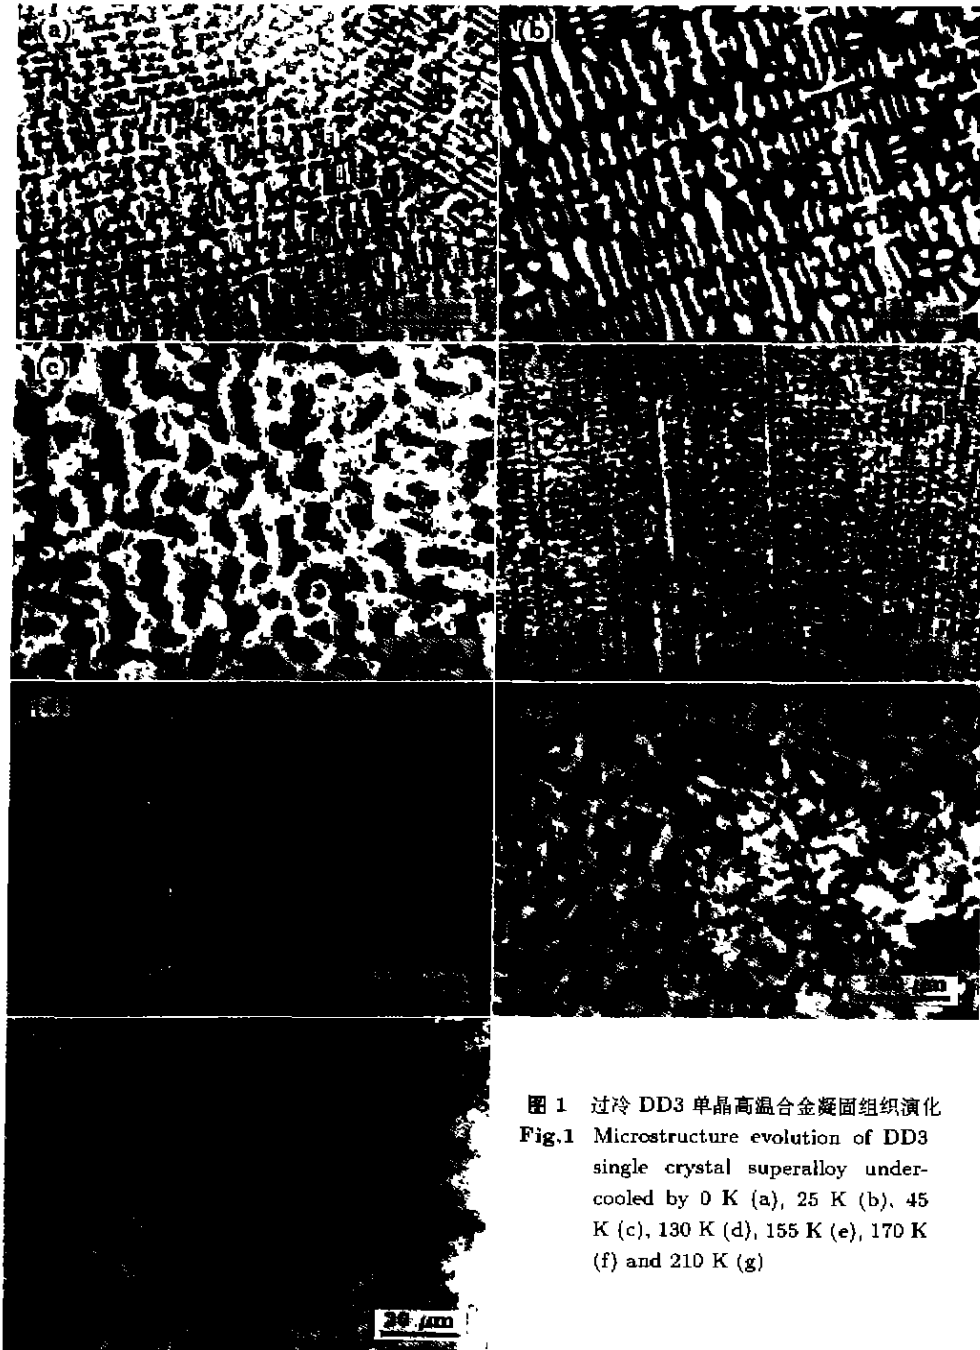 (a)
(b)
(c)
μm
20 μm
图 1 过冷 DD3 单晶高温合金凝固组织演化
Fig.1 Microstructure evolution of DD3
single crystal superalloy under-
cooled by 0 K (a), 25 K (b), 45
K (c), 130 K (d), 155 K (e), 170 K
(f) and 210 K (g)